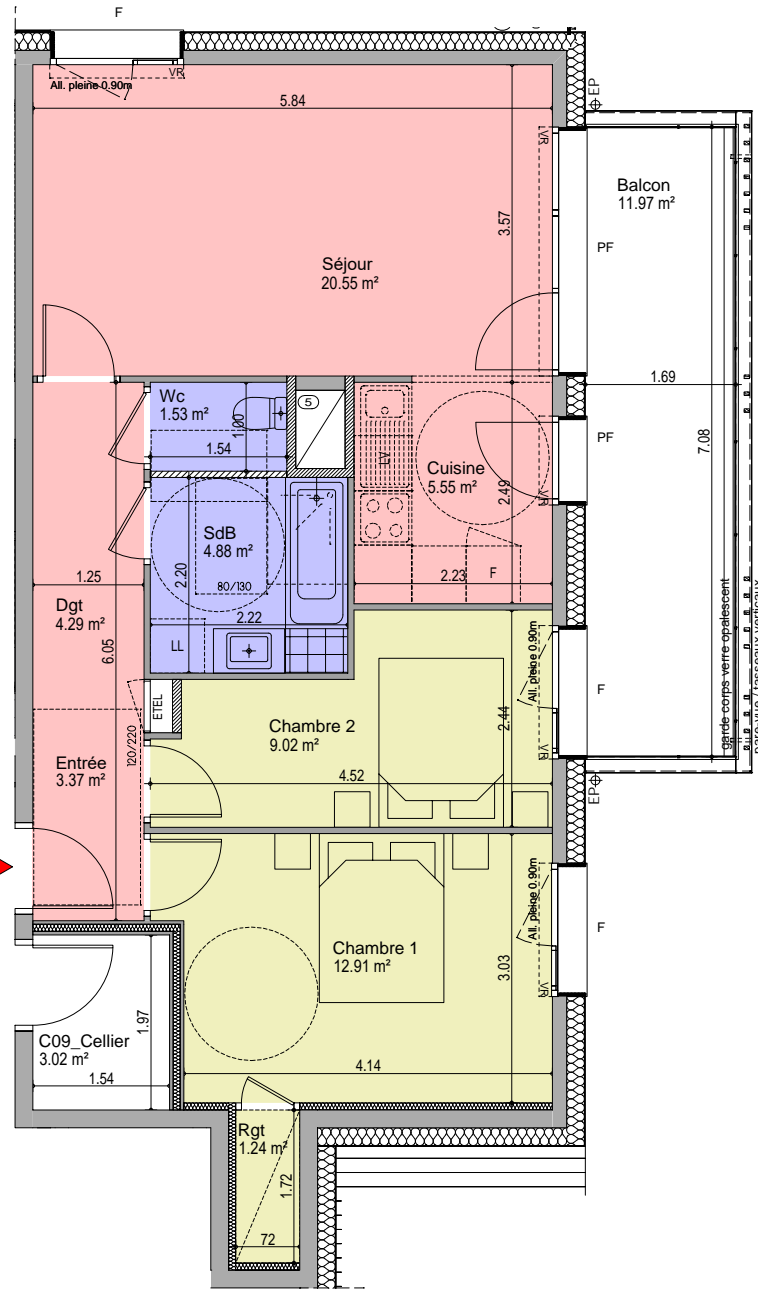 F
VR
All. pleine 0.90m
EP
5.84
VR
Balcon
11.97 m²
3.57
PF
Séjour
20.55 m²
1.69
Wc
1.53 m²
5
1.00
1.54
PF
7.08
LV
Cuisine
5.55 m²
2.49
VR
SdB
4.88 m²
2.20
80/130
2.22
2.23
F
1.25
Dgt
4.29 m²
6.05
LL
garde corps verre opalescent
All. pleine 0.90m
F
ETEL
120/220
Chambre 2
9.02 m²
2.44
VR
Entrée
3.37 m²
4.52
EP
All. pleine 0.90m
F
Chambre 1
12.91 m²
3.03
VR
1.97
C09_Cellier
3.02 m²
1.54
4.14
Rgt
1.24 m²
1.72
72